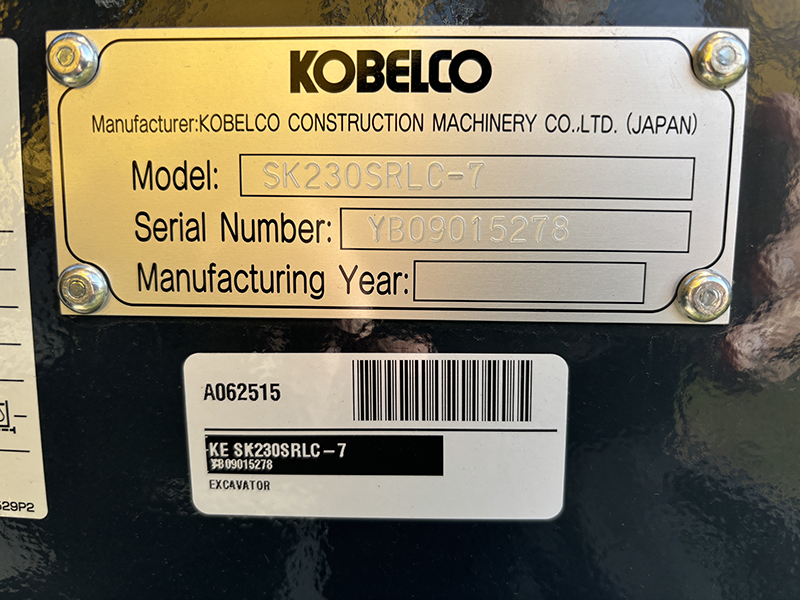 KOBELCO
Manufacturer:KOBELCO CONSTRUCTION MACHINERY CO.,LTD. (JAPAN)
Model: SK230SRLC-7
Serial Number: YB09015278
Manufacturing Year:
A062515
KE SK230SRLC-7
YB09015278
EXCAVATOR
529P2